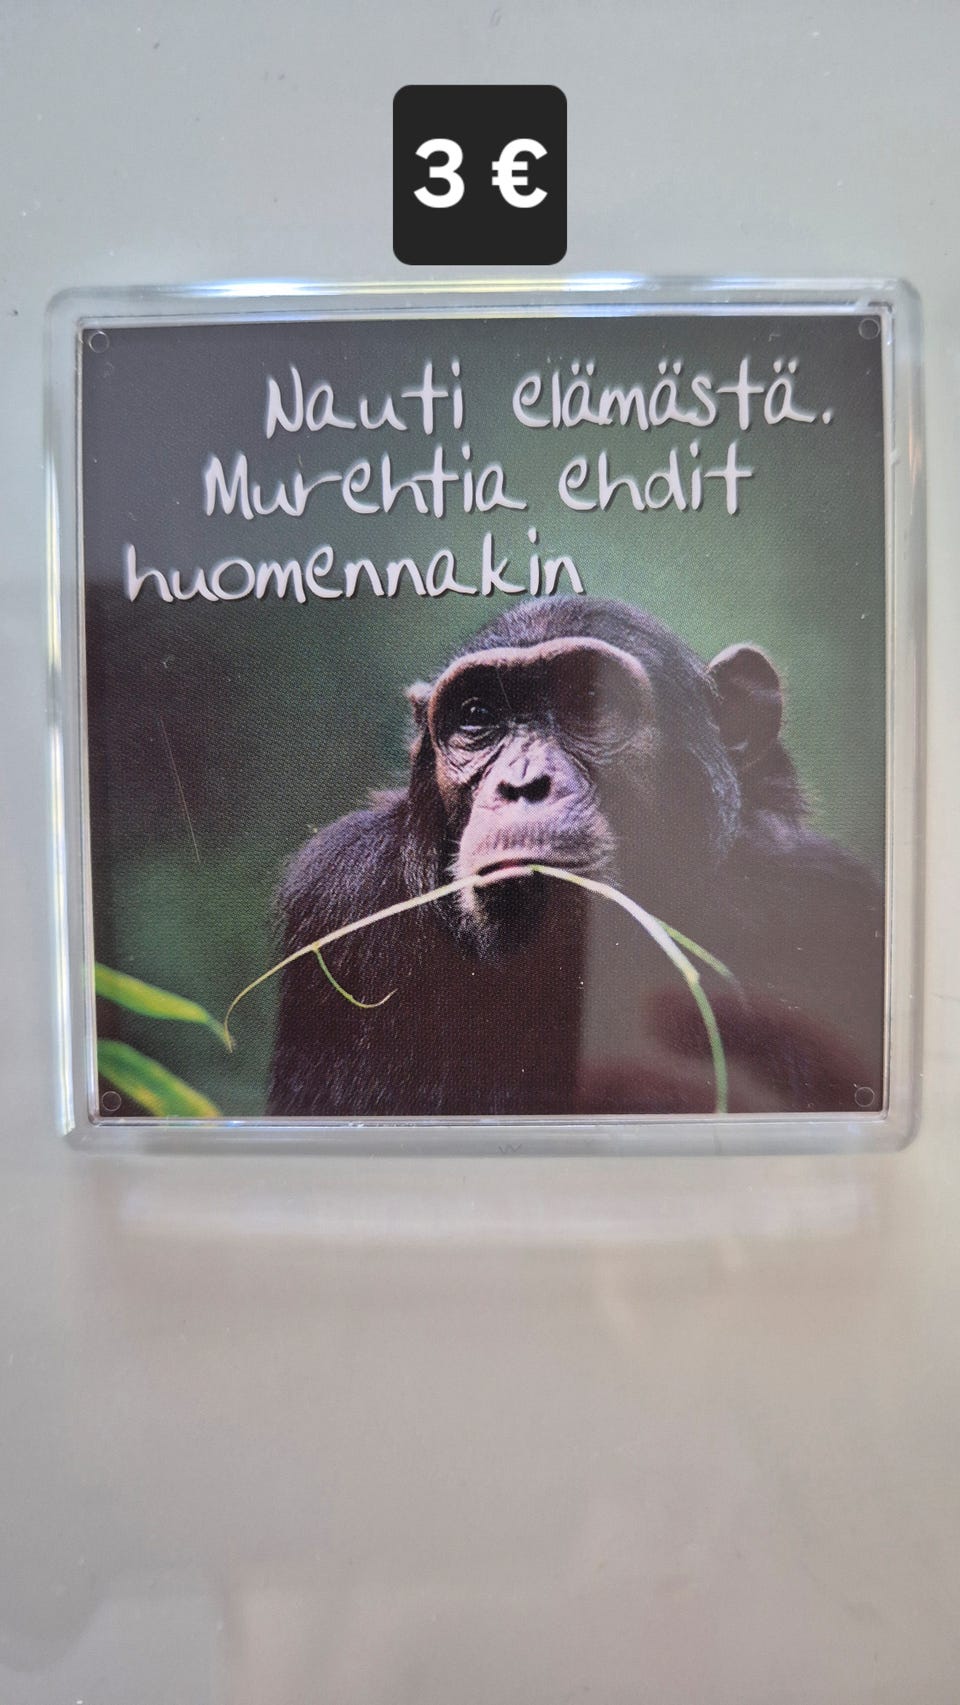 3 €
Nauti elämästä.
Murehtia ehdit
huomennakin